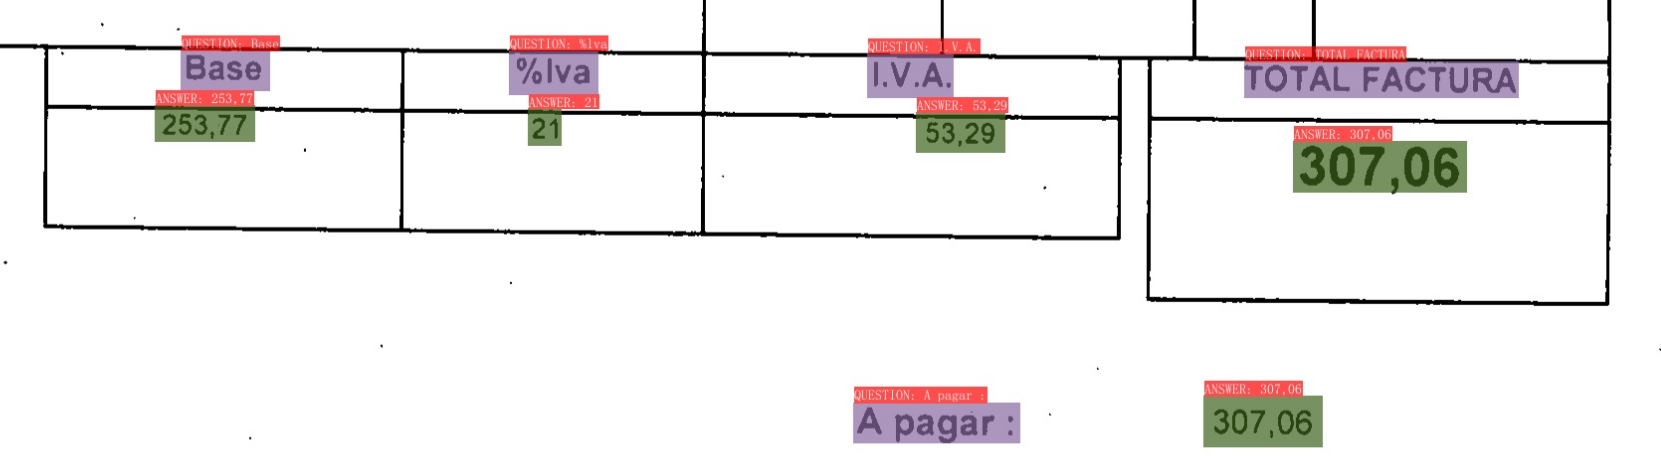 QUESTION: Base QUESTION: %Iva QUESTION: I.V.A. QUESTION: TOTAL FACTURA
Base %Iva I.V.A. TOTAL FACTURA
ANSWER: 253,77 ANSWER: 21 ANSWER: 53,29 ANSWER: 307,06
253,77 21 53,29 307,06
QUESTION: A pagar : ANSWER: 307,06
A pagar : 307,06